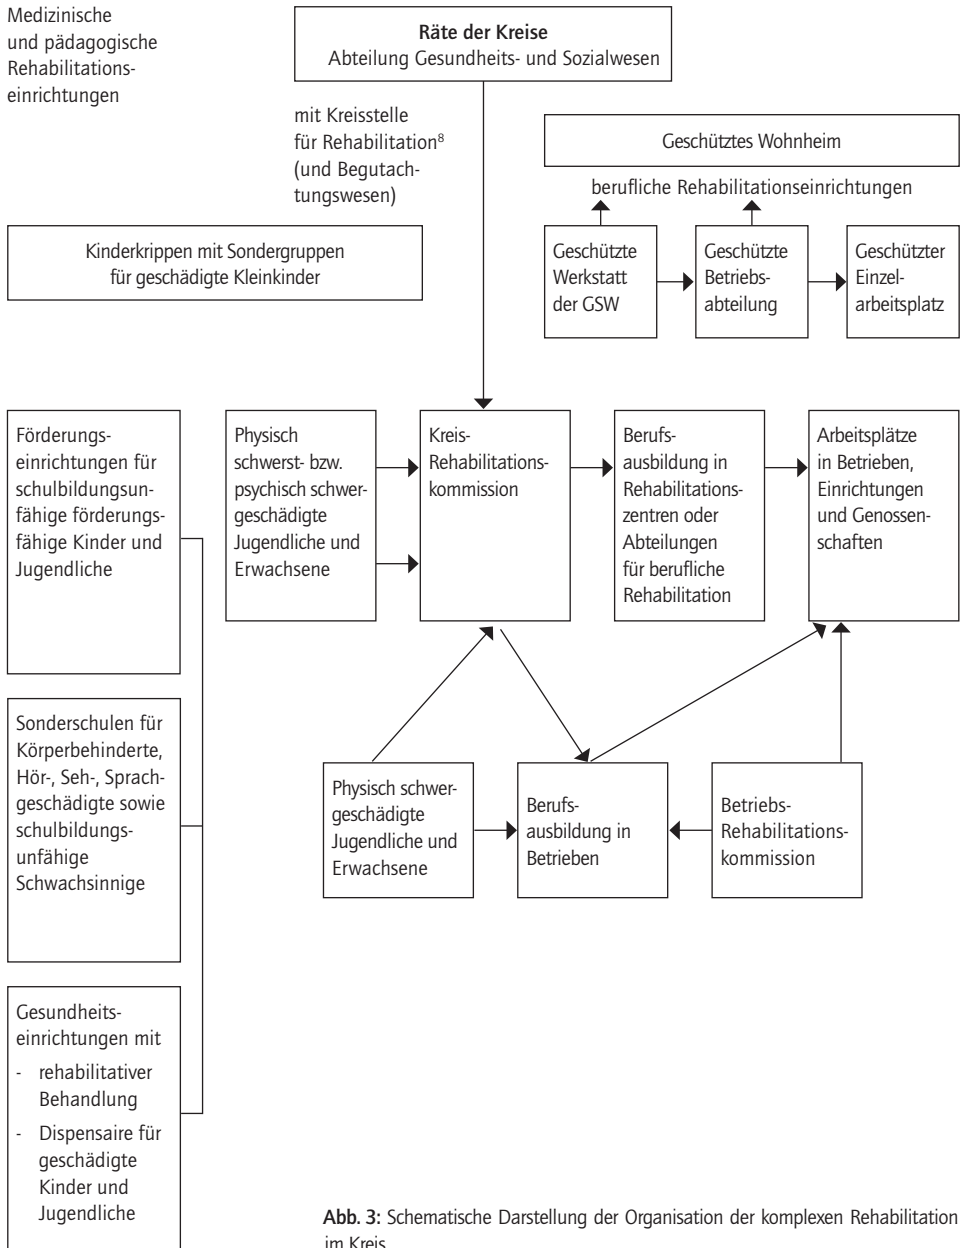 Medizinische
und pädagogische
Rehabilitations-
einrichtungen
Räte der Kreise
Abteilung Gesundheits- und Sozialwesen
mit Kreisstelle
für Rehabilitation⁸
(und Begutach-
tungswesen)
Geschütztes Wohnheim
berufliche Rehabilitationseinrichtungen
Kinderkrippen mit Sondergruppen
für geschädigte Kleinkinder
Geschützte
Werkstatt
der GSW
Geschützte
Betriebs-
abteilung
Geschützter
Einzel-
arbeitsplatz
Förderungs-
einrichtungen für
schulbildungsun-
fähige förderungs-
fähige Kinder und
Jugendliche
Physisch
schwerst- bzw.
psychisch schwer-
geschädigte
Jugendliche und
Erwachsene
Kreis-
Rehabilitations-
kommission
Berufs-
ausbildung in
Rehabilitations-
zentren oder
Abteilungen
für berufliche
Rehabilitation
Arbeitsplätze
in Betrieben,
Einrichtungen
und Genossen-
schaften
Sonderschulen für
Körperbehinderte,
Hör-, Seh-, Sprach-
geschädigte sowie
schulbildungs-
unfähige
Schwachsinnige
Physisch schwer-
geschädigte
Jugendliche und
Erwachsene
Berufs-
ausbildung in
Betrieben
Betriebs-
Rehabilitations-
kommission
Gesundheits-
einrichtungen mit
- rehabilitativer
Behandlung
- Dispensaire für
geschädigte
Kinder und
Jugendliche
Abb. 3: Schematische Darstellung der Organisation der komplexen Rehabilitation
im Kreis